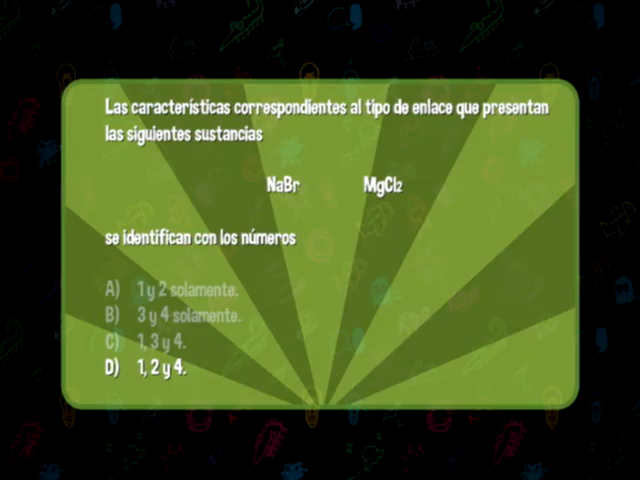 Las características correspondientes al tipo de enlace que presentan
las siguientes sustancias
NaBr MgCl₂
se identifican con los números
A) 1 y 2 solamente.
B) 3 y 4 solamente.
C) 1, 3 y 4.
D) 1, 2 y 4.